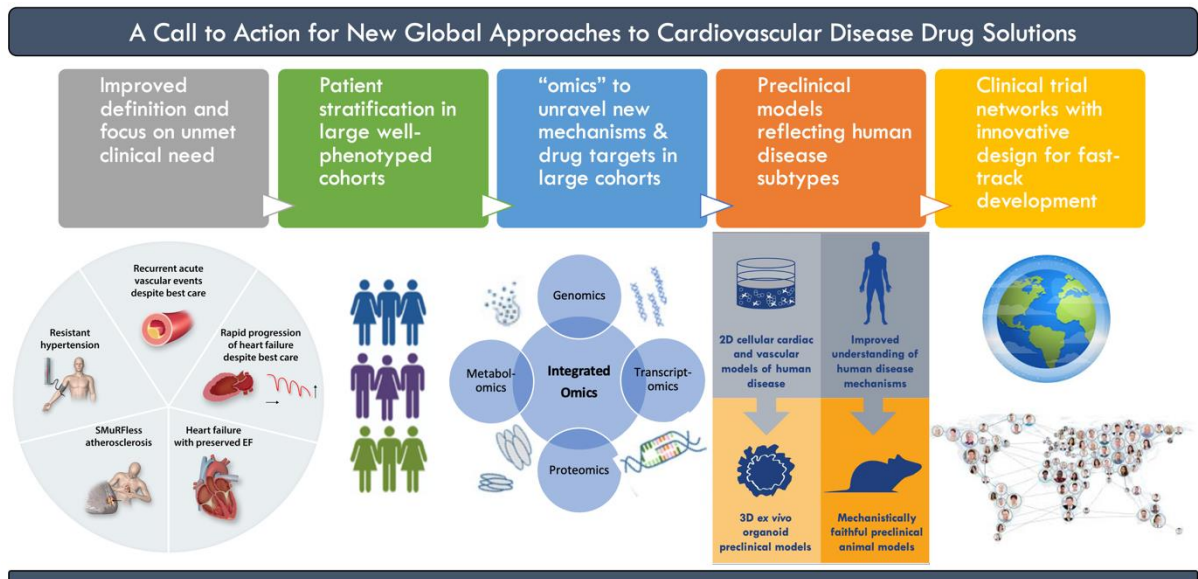 A Call to Action for New Global Approaches to Cardiovascular Disease Drug Solutions
Improved
definition and
focus on unmet
clinical need
Patient
stratification in
large well-
phenotyped
cohorts
“omics” to
unravel new
mechanisms &
drug targets in
large cohorts
Preclinical
models
reflecting human
disease
subtypes
Clinical trial
networks with
innovative
design for fast-
track
development
Recurrent acute
vascular events
despite best care
Resistant
hypertension
Rapid progression
of heart failure
despite best care
SMuRFless
atherosclerosis
Heart failure
with preserved EF
Genomics
Metabol-
omics
Integrated
Omics
Transcript-
omics
Proteomics
2D cellular cardiac
and vascular
models of human
disease
Improved
understanding of
human disease
mechanisms
3D ex vivo
organoid
preclinical models
Mechanistically
faithful preclinical
animal models